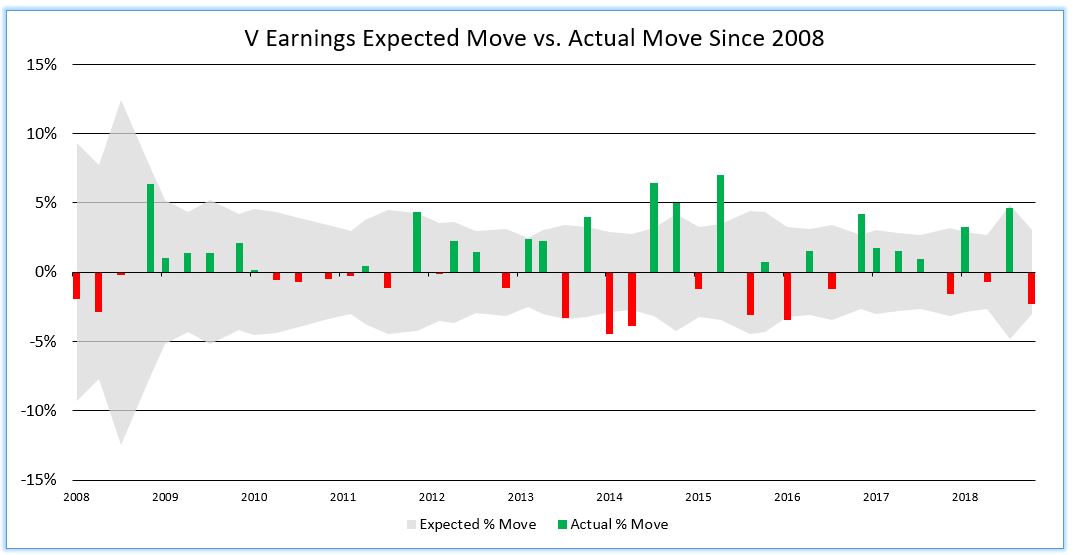 V Earnings Expected Move vs. Actual Move Since 2008
15%
10%
5%
0%
-5%
-10%
-15%
2008 2009 2010 2011 2012 2013 2014 2015 2016 2017 2018
Expected % Move Actual % Move